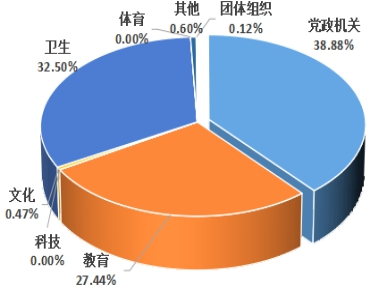 体育
0.00%
其他
0.60%
团体组织
0.12%
党政机关
38.88%
卫生
32.50%
文化
0.47%
科技
0.00%
教育
27.44%